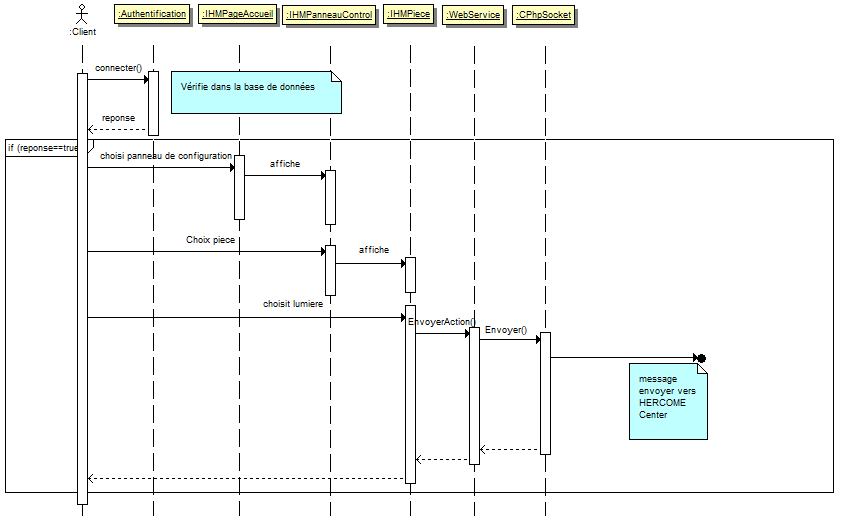 :Client
:Authentification
:IHMPageAccueil
:IHMPanneauControl
:IHMPiece
:WebService
:CPhpSocket
connecter()
Vérifie dans la base de données
reponse
if (reponse==true
choisi panneau de configuration
affiche
Choix piece
affiche
choisit lumiere
EnvoyerAction()
Envoyer()
message
envoyer vers
HERCOME
Center